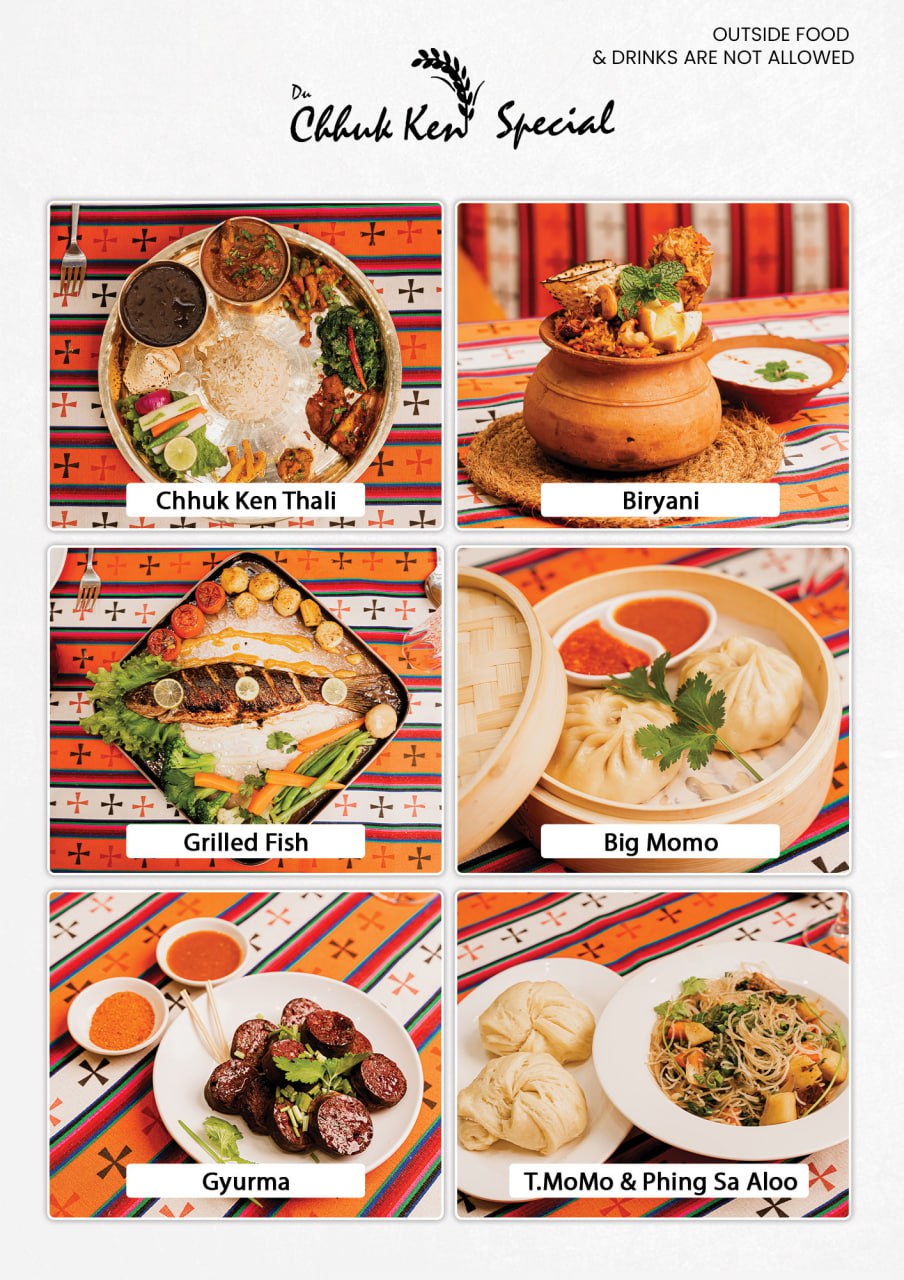 OUTSIDE FOOD
& DRINKS ARE NOT ALLOWED
Du
Chhuk Ken Special
Chhuk Ken Thali
Biryani
Grilled Fish
Big Momo
Gyurma
T.MoMo & Phing Sa Aloo